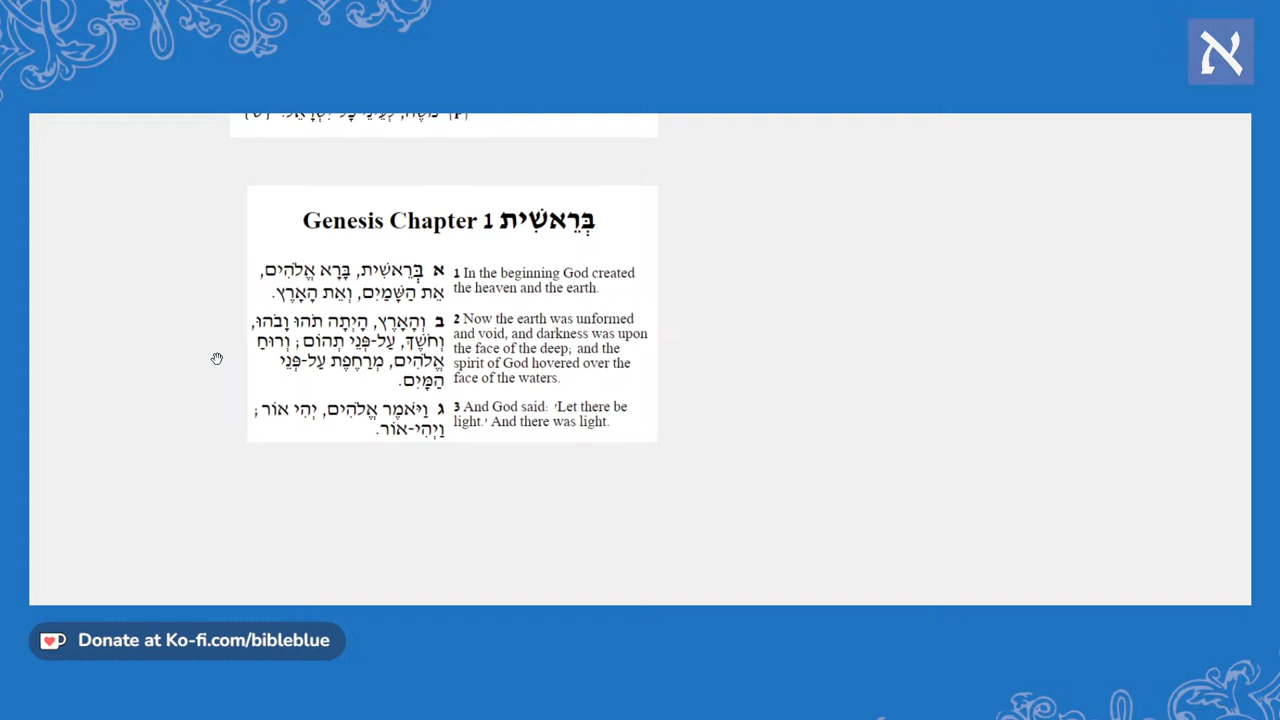 א
{פ} מֹשֶׁה, לְעֵינֵי כָּל יִשְׂרָאֵל. {ש}
Genesis Chapter 1 בְּרֵאשִׁית
א בְּרֵאשִׁית, בָּרָא אֱלֹהִים,
אֵת הַשָּׁמַיִם, וְאֵת הָאָרֶץ.
1 In the beginning God created
the heaven and the earth.
ב וְהָאָרֶץ, הָיְתָה תֹהוּ וָבֹהוּ,
וְחֹשֶׁךְ, עַל-פְּנֵי תְהוֹם; וְרוּחַ
אֱלֹהִים, מְרַחֶפֶת עַל-פְּנֵי
הַמָּיִם.
2 Now the earth was unformed
and void, and darkness was upon
the face of the deep; and the
spirit of God hovered over the
face of the waters.
ג וַיֹּאמֶר אֱלֹהִים, יְהִי אוֹר;
וַיְהִי-אוֹר.
3 And God said: 'Let there be
light.' And there was light.
Donate at Ko-fi.com/bibleblue